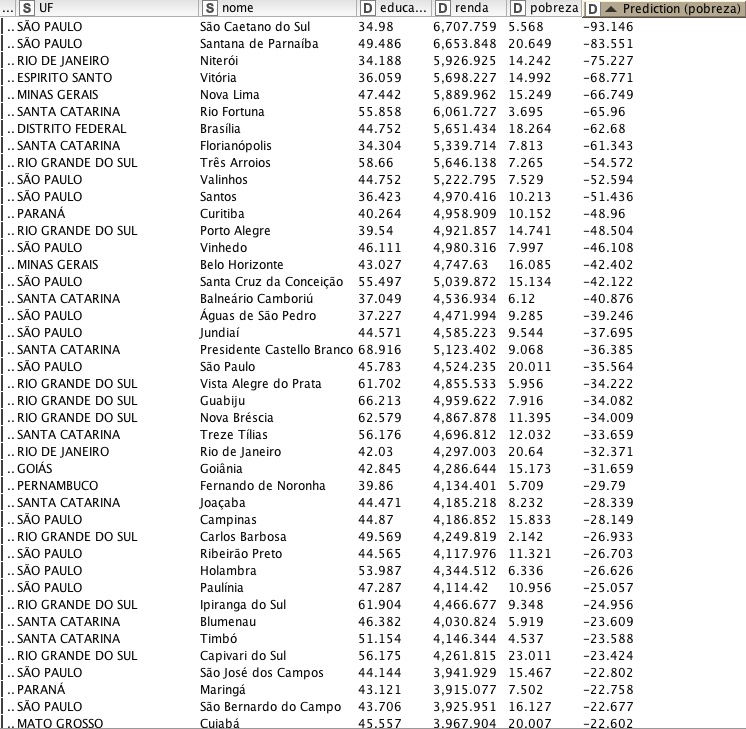 ... S UF S nome D educa... D renda D pobreza D Prediction (pobreza)
.. SÃO PAULO São Caetano do Sul 34.98 6,707.759 5.568 -93.146
.. SÃO PAULO Santana de Parnaíba 49.486 6,653.848 20.649 -83.551
.. RIO DE JANEIRO Niterói 34.188 5,926.925 14.242 -75.227
.. ESPIRITO SANTO Vitória 36.059 5,698.227 14.992 -68.771
.. MINAS GERAIS Nova Lima 47.442 5,889.962 15.249 -66.749
.. SANTA CATARINA Rio Fortuna 55.858 6,061.727 3.695 -65.96
.. DISTRITO FEDERAL Brasília 44.752 5,651.434 18.264 -62.68
.. SANTA CATARINA Florianópolis 34.304 5,339.714 7.813 -61.343
.. RIO GRANDE DO SUL Três Arroios 58.66 5,646.138 7.265 -54.572
.. SÃO PAULO Valinhos 44.752 5,222.795 7.529 -52.594
.. SÃO PAULO Santos 36.423 4,970.416 10.213 -51.436
.. PARANÁ Curitiba 40.264 4,958.909 10.152 -48.96
.. RIO GRANDE DO SUL Porto Alegre 39.54 4,921.857 14.741 -48.504
.. SÃO PAULO Vinhedo 46.111 4,980.316 7.997 -46.108
.. MINAS GERAIS Belo Horizonte 43.027 4,747.63 16.085 -42.402
.. SÃO PAULO Santa Cruz da Conceição 55.497 5,039.872 15.134 -42.122
.. SANTA CATARINA Balneário Camboriú 37.049 4,536.934 6.12 -40.876
.. SÃO PAULO Águas de São Pedro 37.227 4,471.994 9.285 -39.246
.. SÃO PAULO Jundiaí 44.571 4,585.223 9.544 -37.695
.. SANTA CATARINA Presidente Castello Branco 68.916 5,123.402 9.068 -36.385
.. SÃO PAULO São Paulo 45.783 4,524.235 20.011 -35.564
.. RIO GRANDE DO SUL Vista Alegre do Prata 61.702 4,855.533 5.956 -34.222
.. RIO GRANDE DO SUL Guabiju 66.213 4,959.622 7.916 -34.082
.. RIO GRANDE DO SUL Nova Bréscia 62.579 4,867.878 11.395 -34.009
.. SANTA CATARINA Treze Tílias 56.176 4,696.812 12.032 -33.659
.. RIO DE JANEIRO Rio de Janeiro 42.03 4,297.003 20.64 -32.371
.. GOIÁS Goiânia 42.845 4,286.644 15.173 -31.659
.. PERNAMBUCO Fernando de Noronha 39.86 4,134.401 5.709 -29.79
.. SANTA CATARINA Joaçaba 44.471 4,185.218 8.232 -28.339
.. SÃO PAULO Campinas 44.87 4,186.852 15.833 -28.149
.. RIO GRANDE DO SUL Carlos Barbosa 49.569 4,249.819 2.142 -26.933
.. SÃO PAULO Ribeirão Preto 44.565 4,117.976 11.321 -26.703
.. SÃO PAULO Holambra 53.987 4,344.512 6.336 -26.626
.. SÃO PAULO Paulínia 47.287 4,114.42 10.956 -25.057
.. RIO GRANDE DO SUL Ipiranga do Sul 61.904 4,466.677 9.348 -24.956
.. SANTA CATARINA Blumenau 46.382 4,030.824 5.919 -23.609
.. SANTA CATARINA Timbó 51.154 4,146.344 4.537 -23.588
.. RIO GRANDE DO SUL Capivari do Sul 56.175 4,261.815 23.011 -23.424
.. SÃO PAULO São José dos Campos 44.144 3,941.929 15.467 -22.802
.. PARANÁ Maringá 43.121 3,915.077 7.502 -22.758
.. SÃO PAULO São Bernardo do Campo 43.706 3,925.951 16.127 -22.677
.. MATO GROSSO Cuiabá 45.557 3,967.904 20.007 -22.602